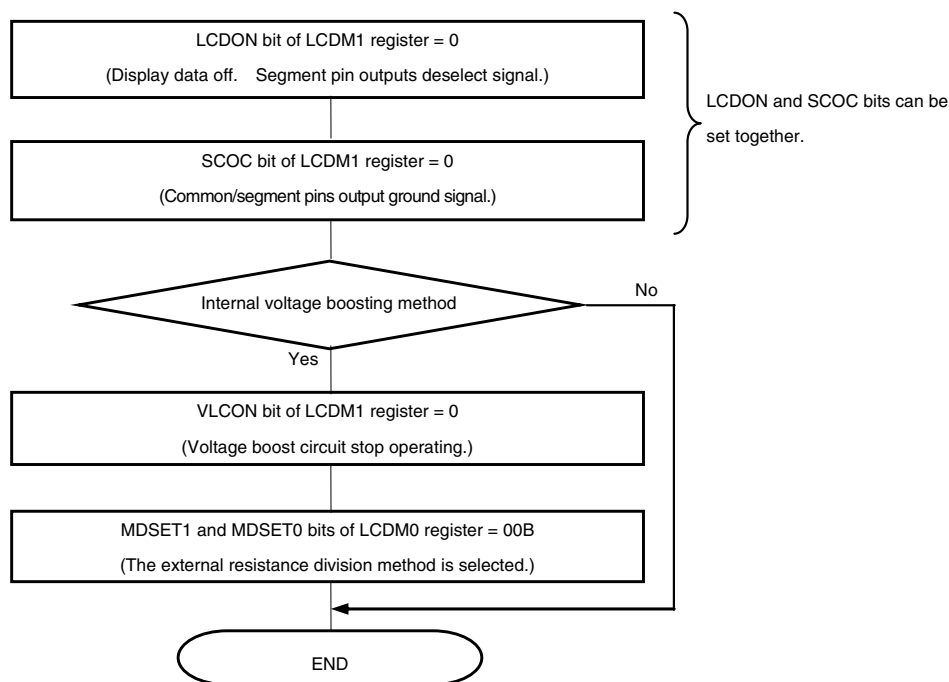 LCDON bit of LCDM1 register = 0
(Display data off. Segment pin outputs deselect signal.)
LCDON and SCOC bits can be
set together.
SCOC bit of LCDM1 register = 0
(Common/segment pins output ground signal.)
Internal voltage boosting method
No
Yes
VLCON bit of LCDM1 register = 0
(Voltage boost circuit stop operating.)
MDSET1 and MDSET0 bits of LCDM0 register = 00B
(The external resistance division method is selected.)
END